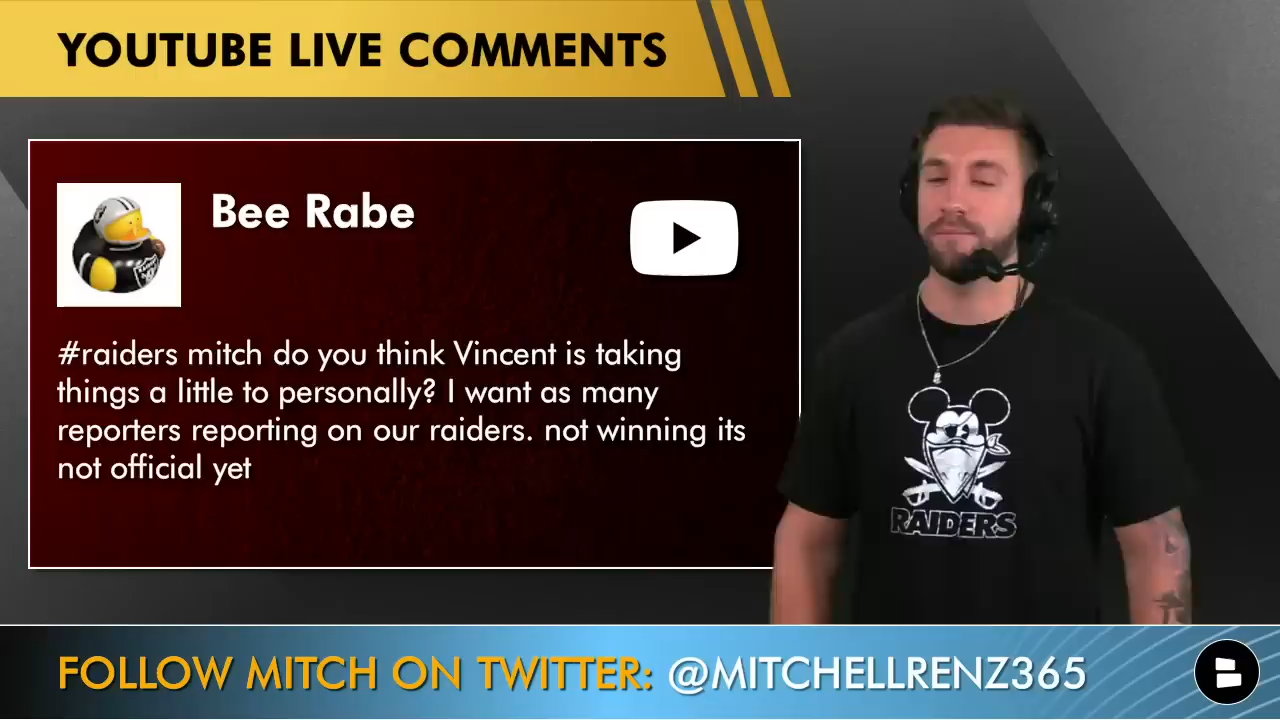 YOUTUBE LIVE COMMENTS
Bee Rabe
#raiders mitch do you think Vincent is taking
things a little to personally? I want as many
reporters reporting on our raiders. not winning its
not official yet
RAIDERS
FOLLOW MITCH ON TWITTER: @MITCHELLRENZ365